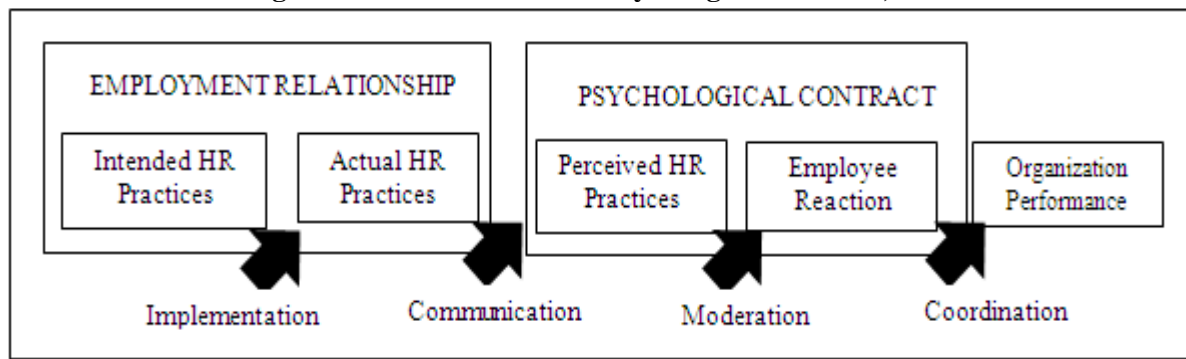 EMPLOYMENT RELATIONSHIP
Intended HR
Practices
Actual HR
Practices
PSYCHOLOGICAL CONTRACT
Perceived HR
Practices
Employee
Reaction
Organization
Performance
Implementation
Communication
Moderation
Coordination